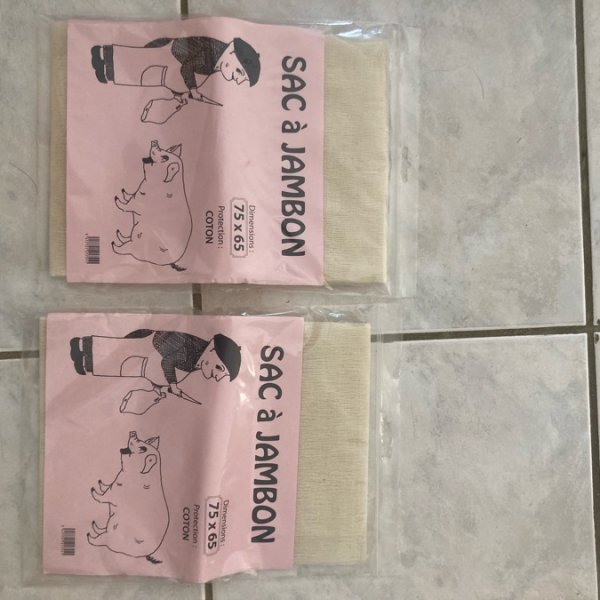 SAC à JAMBON
Dimensions :
75 x 65
Protection :
COTON
SAC à JAMBON
Dimensions :
75 x 65
Protection :
COTON